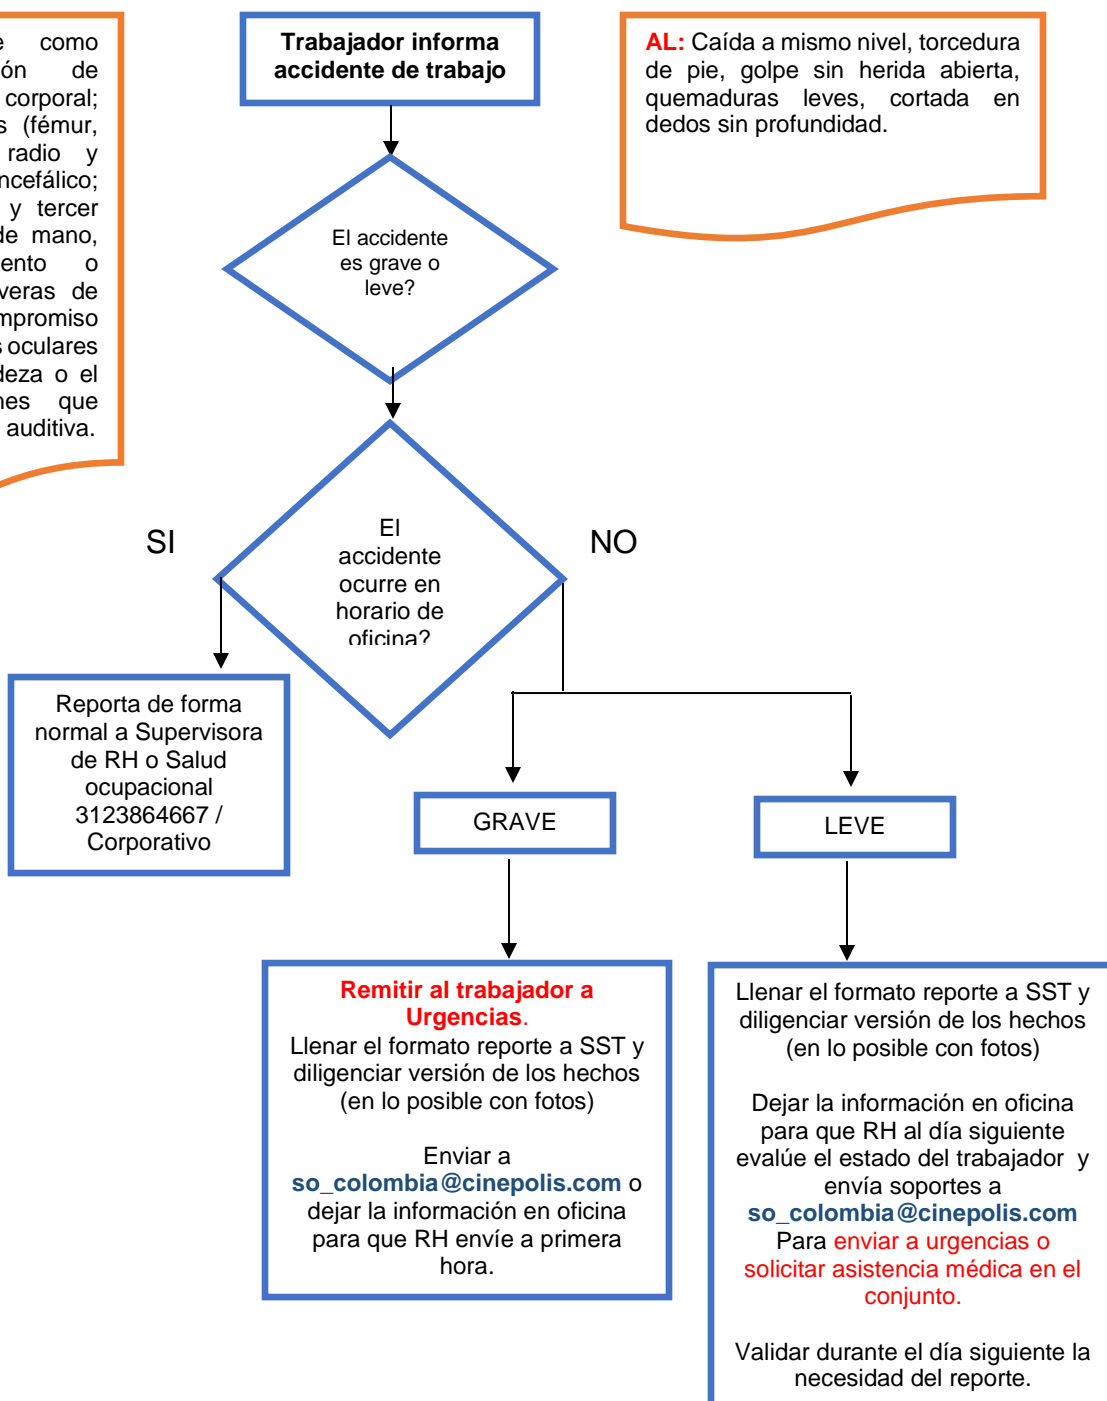 e como
ón de
corporal;
s (fémur,
radio y
ncefálico;
y tercer
de mano,
ento o
veras de
mpromiso
s oculares
deza o el
nes que
auditiva.
Trabajador informa
accidente de trabajo
AL: Caída a mismo nivel, torcedura
de pie, golpe sin herida abierta,
quemaduras leves, cortada en
dedos sin profundidad.
El accidente
es grave o
leve?
SI
El
accidente
ocurre en
horario de
oficina?
NO
Reporta de forma
normal a Supervisora
de RH o Salud
ocupacional
3123864667 /
Corporativo
GRAVE
LEVE
Remitir al trabajador a
Urgencias.
Llenar el formato reporte a SST y
diligenciar versión de los hechos
(en lo posible con fotos)
Enviar a
so_colombia@cinepolis.com o
dejar la información en oficina
para que RH envíe a primera
hora.
Llenar el formato reporte a SST y
diligenciar versión de los hechos
(en lo posible con fotos)
Dejar la información en oficina
para que RH al día siguiente
evalúe el estado del trabajador y
envía soportes a
so_colombia@cinepolis.com
Para enviar a urgencias o
solicitar asistencia médica en el
conjunto.
Validar durante el día siguiente la
necesidad del reporte.